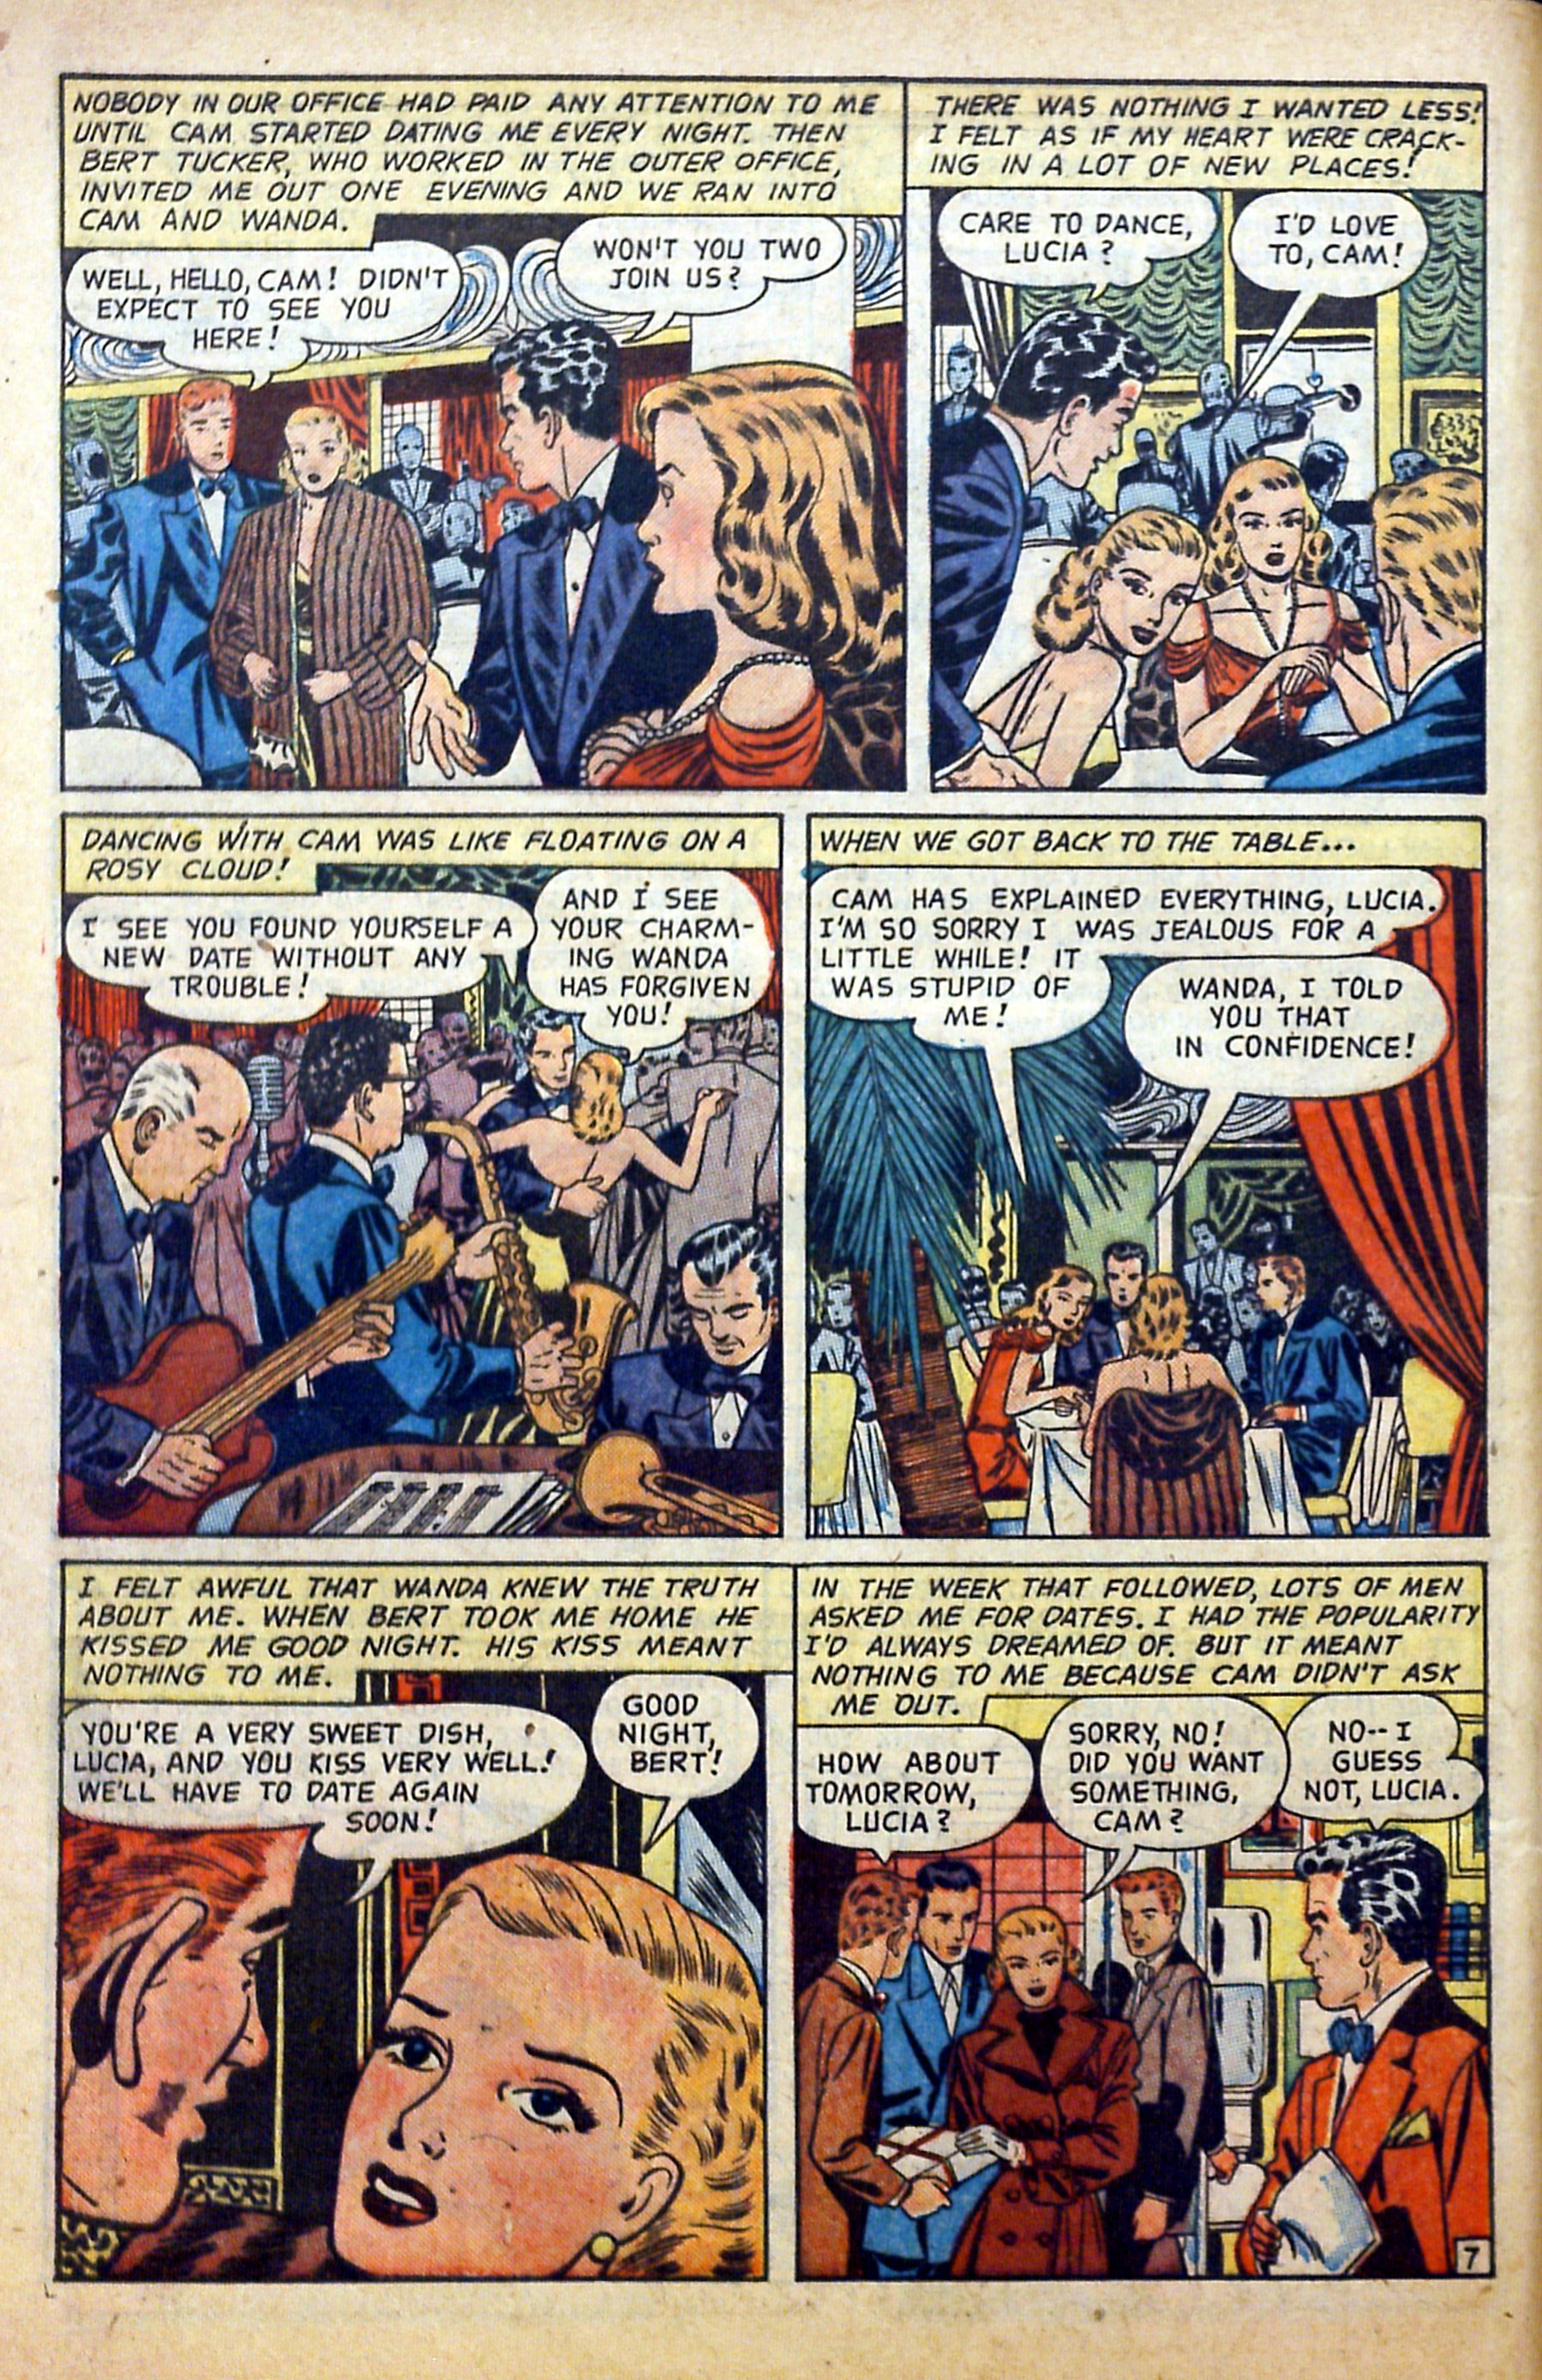 NOBODY IN OUR OFFICE HAD PAID ANY ATTENTION TO ME
UNTIL CAM STARTED DATING ME EVERY NIGHT. THEN
BERT TUCKER, WHO WORKED IN THE OUTER OFFICE,
INVITED ME OUT ONE EVENING AND WE RAN INTO
CAM AND WANDA.
WELL, HELLO, CAM! DIDN'T
EXPECT TO SEE YOU
HERE!
WON'T YOU TWO
JOIN US?
THERE WAS NOTHING I WANTED LESS!
I FELT AS IF MY HEART WERE CRACK-
ING IN A LOT OF NEW PLACES!
CARE TO DANCE,
LUCIA?
I'D LOVE
TO, CAM!
DANCING WITH CAM WAS LIKE FLOATING ON A
ROSY CLOUD!
I SEE YOU FOUND YOURSELF A
NEW DATE WITHOUT ANY
TROUBLE!
AND I SEE
YOUR CHARM-
ING WANDA
HAS FORGIVEN
YOU!
WHEN WE GOT BACK TO THE TABLE...
CAM HAS EXPLAINED EVERYTHING, LUCIA.
I'M SO SORRY I WAS JEALOUS FOR A
LITTLE WHILE! IT
WAS STUPID OF
ME!
WANDA, I TOLD
YOU THAT
IN CONFIDENCE!
I FELT AWFUL THAT WANDA KNEW THE TRUTH
ABOUT ME. WHEN BERT TOOK ME HOME HE
KISSED ME GOOD NIGHT. HIS KISS MEANT
NOTHING TO ME.
YOU'RE A VERY SWEET DISH,
LUCIA, AND YOU KISS VERY WELL!
WE'LL HAVE TO DATE AGAIN
SOON!
GOOD
NIGHT,
BERT!
IN THE WEEK THAT FOLLOWED, LOTS OF MEN
ASKED ME FOR DATES. I HAD THE POPULARITY
I'D ALWAYS DREAMED OF. BUT IT MEANT
NOTHING TO ME BECAUSE CAM DIDN'T ASK
ME OUT.
HOW ABOUT
TOMORROW,
LUCIA?
SORRY, NO!
DID YOU WANT
SOMETHING,
CAM?
NO--I
GUESS
NOT, LUCIA.
7